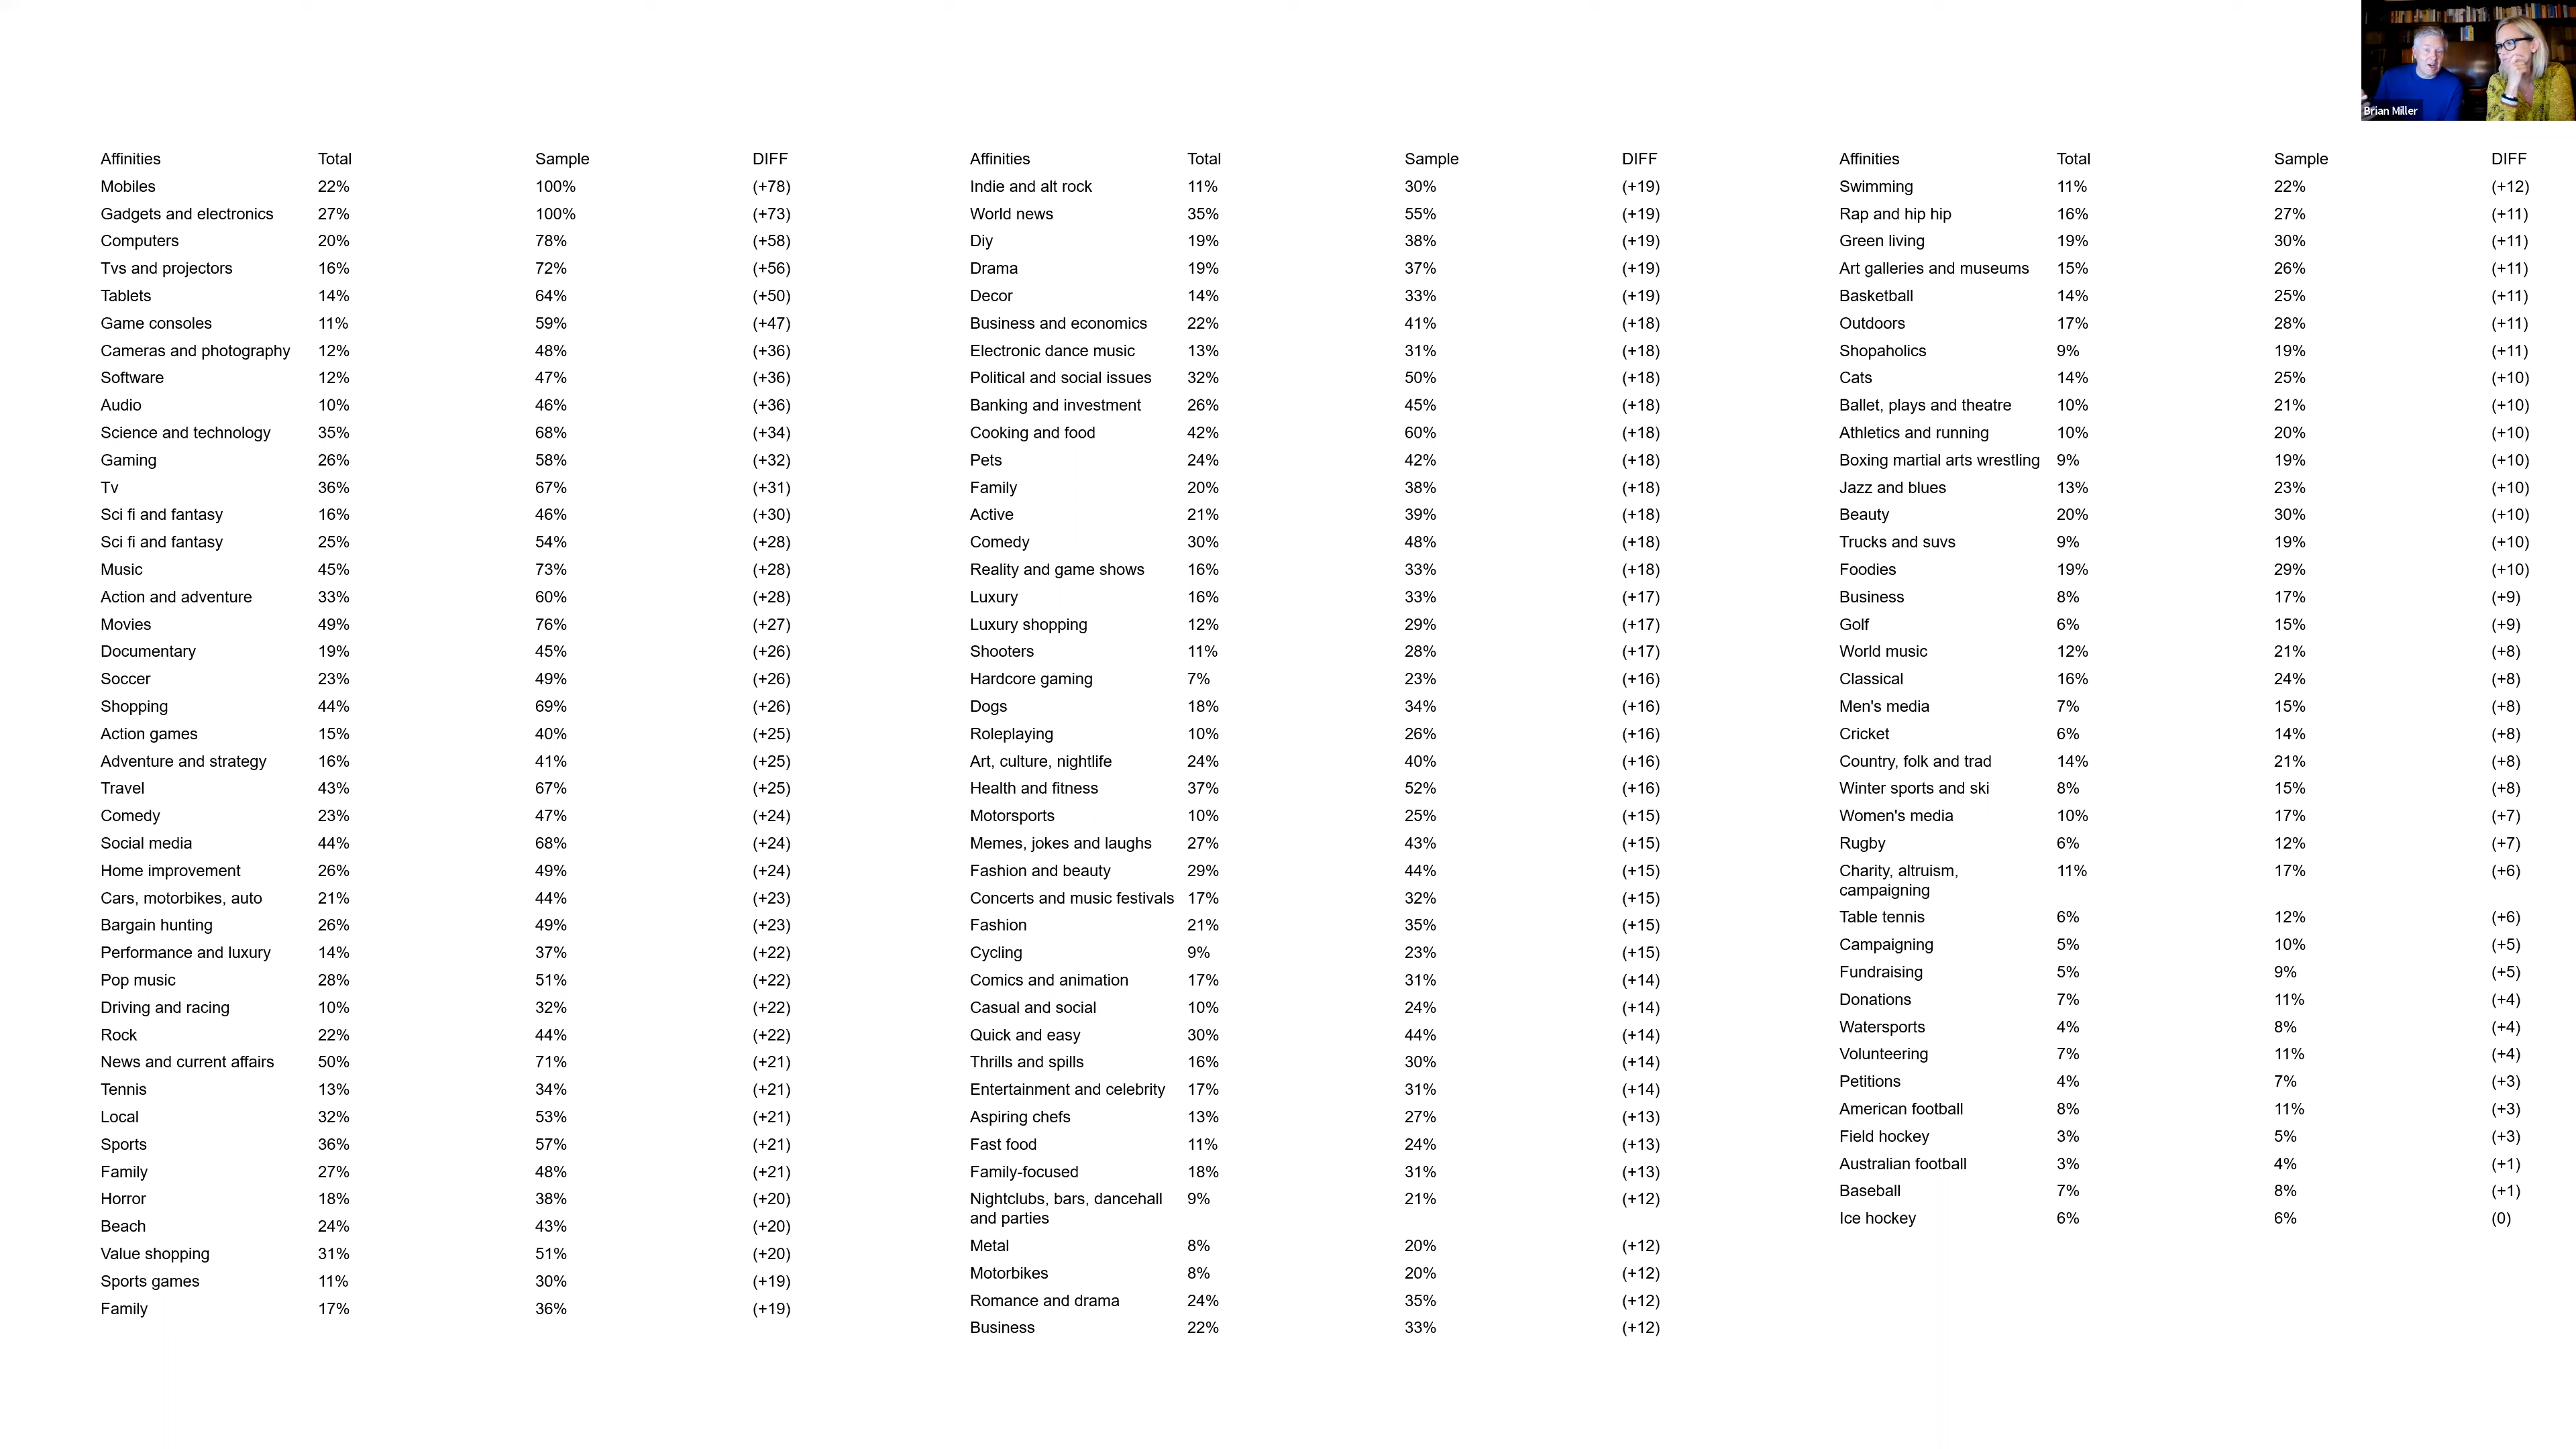 Brian Miller
Affinities Total Sample DIFF
Mobiles 22% 100% (+78)
Gadgets and electronics 27% 100% (+73)
Computers 20% 78% (+58)
Tvs and projectors 16% 72% (+56)
Tablets 14% 64% (+50)
Game consoles 11% 59% (+47)
Cameras and photography 12% 48% (+36)
Software 12% 47% (+36)
Audio 10% 46% (+36)
Science and technology 35% 68% (+34)
Gaming 26% 58% (+32)
Tv 36% 67% (+31)
Sci fi and fantasy 16% 46% (+30)
Sci fi and fantasy 25% 54% (+28)
Music 45% 73% (+28)
Action and adventure 33% 60% (+28)
Movies 49% 76% (+27)
Documentary 19% 45% (+26)
Soccer 23% 49% (+26)
Shopping 44% 69% (+26)
Action games 15% 40% (+25)
Adventure and strategy 16% 41% (+25)
Travel 43% 67% (+25)
Comedy 23% 47% (+24)
Social media 44% 68% (+24)
Home improvement 26% 49% (+24)
Cars, motorbikes, auto 21% 44% (+23)
Bargain hunting 26% 49% (+23)
Performance and luxury 14% 37% (+22)
Pop music 28% 51% (+22)
Driving and racing 10% 32% (+22)
Rock 22% 44% (+22)
News and current affairs 50% 71% (+21)
Tennis 13% 34% (+21)
Local 32% 53% (+21)
Sports 36% 57% (+21)
Family 27% 48% (+21)
Horror 18% 38% (+20)
Beach 24% 43% (+20)
Value shopping 31% 51% (+20)
Sports games 11% 30% (+19)
Family 17% 36% (+19)
Affinities Total Sample DIFF
Indie and alt rock 11% 30% (+19)
World news 35% 55% (+19)
Diy 19% 38% (+19)
Drama 19% 37% (+19)
Decor 14% 33% (+19)
Business and economics 22% 41% (+18)
Electronic dance music 13% 31% (+18)
Political and social issues 32% 50% (+18)
Banking and investment 26% 45% (+18)
Cooking and food 42% 60% (+18)
Pets 24% 42% (+18)
Family 20% 38% (+18)
Active 21% 39% (+18)
Comedy 30% 48% (+18)
Reality and game shows 16% 33% (+18)
Luxury 16% 33% (+17)
Luxury shopping 12% 29% (+17)
Shooters 11% 28% (+17)
Hardcore gaming 7% 23% (+16)
Dogs 18% 34% (+16)
Roleplaying 10% 26% (+16)
Art, culture, nightlife 24% 40% (+16)
Health and fitness 37% 52% (+16)
Motorsports 10% 25% (+15)
Memes, jokes and laughs 27% 43% (+15)
Fashion and beauty 29% 44% (+15)
Concerts and music festivals 17% 32% (+15)
Fashion 21% 35% (+15)
Cycling 9% 23% (+15)
Comics and animation 17% 31% (+14)
Casual and social 10% 24% (+14)
Quick and easy 30% 44% (+14)
Thrills and spills 16% 30% (+14)
Entertainment and celebrity 17% 31% (+14)
Aspiring chefs 13% 27% (+13)
Fast food 11% 24% (+13)
Family-focused 18% 31% (+13)
Nightclubs, bars, dancehall 9% 21% (+12)
and parties
Metal 8% 20% (+12)
Motorbikes 8% 20% (+12)
Romance and drama 24% 35% (+12)
Business 22% 33% (+12)
Affinities Total Sample DIFF
Swimming 11% 22% (+12)
Rap and hip hip 16% 27% (+11)
Green living 19% 30% (+11)
Art galleries and museums 15% 26% (+11)
Basketball 14% 25% (+11)
Outdoors 17% 28% (+11)
Shopaholics 9% 19% (+11)
Cats 14% 25% (+10)
Ballet, plays and theatre 10% 21% (+10)
Athletics and running 10% 20% (+10)
Boxing martial arts wrestling 9% 19% (+10)
Jazz and blues 13% 23% (+10)
Beauty 20% 30% (+10)
Trucks and suvs 9% 19% (+10)
Foodies 19% 29% (+10)
Business 8% 17% (+9)
Golf 6% 15% (+9)
World music 12% 21% (+8)
Classical 16% 24% (+8)
Men's media 7% 15% (+8)
Cricket 6% 14% (+8)
Country, folk and trad 14% 21% (+8)
Winter sports and ski 8% 15% (+8)
Women's media 10% 17% (+7)
Rugby 6% 12% (+7)
Charity, altruism, 11% 17% (+6)
campaigning
Table tennis 6% 12% (+6)
Campaigning 5% 10% (+5)
Fundraising 5% 9% (+5)
Donations 7% 11% (+4)
Watersports 4% 8% (+4)
Volunteering 7% 11% (+4)
Petitions 4% 7% (+3)
American football 8% 11% (+3)
Field hockey 3% 5% (+3)
Australian football 3% 4% (+1)
Baseball 7% 8% (+1)
Ice hockey 6% 6% (0)